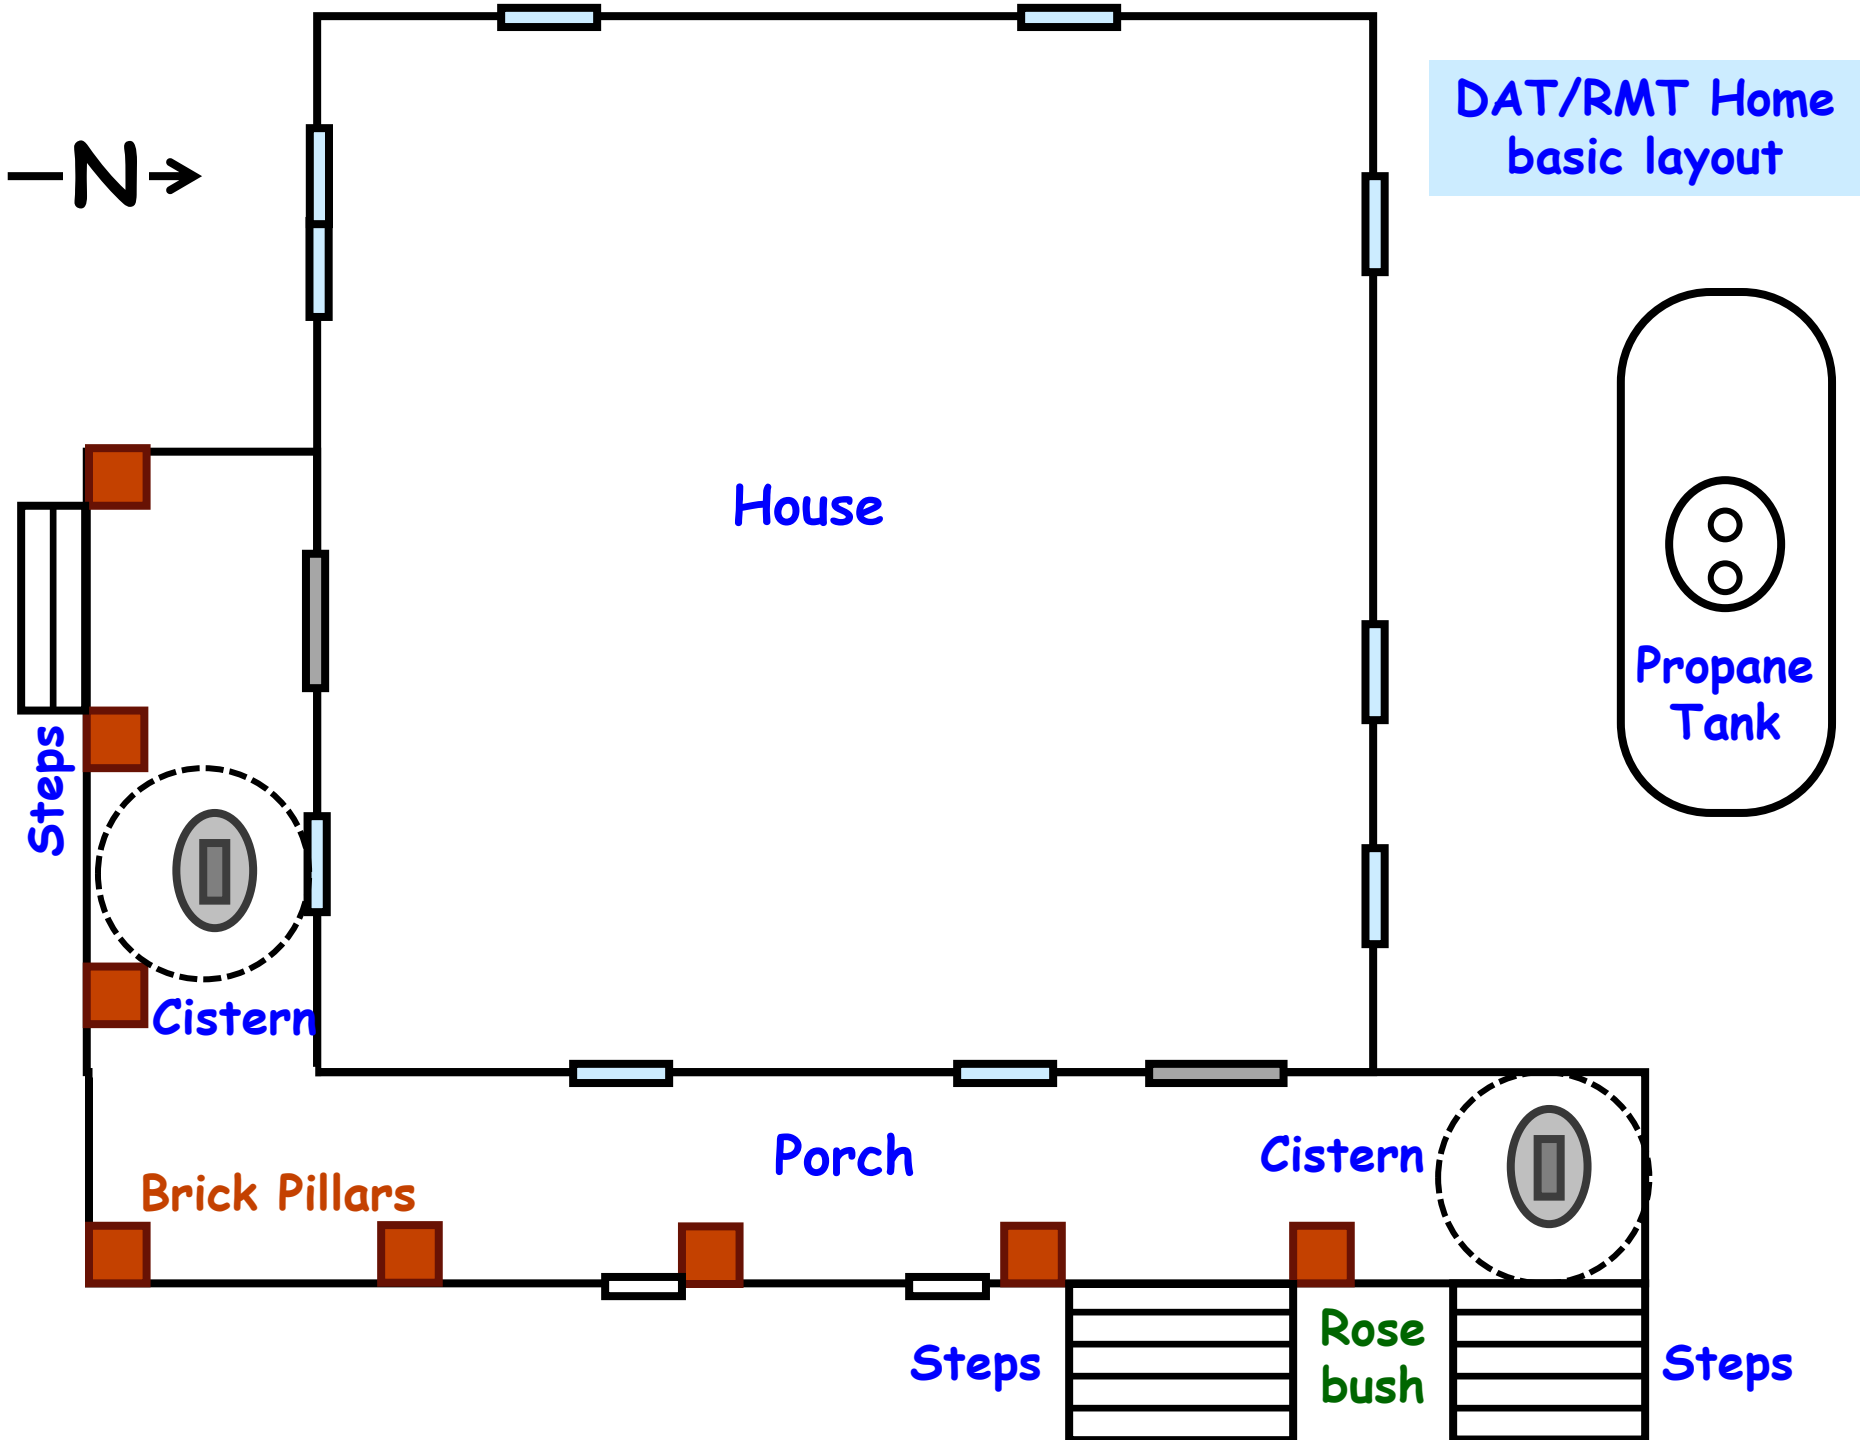 DAT/RMT Home
basic layout
N
House
Propane
Tank
Steps
Cistern
Porch
Cistern
Brick Pillars
Rose
bush
Steps
Steps